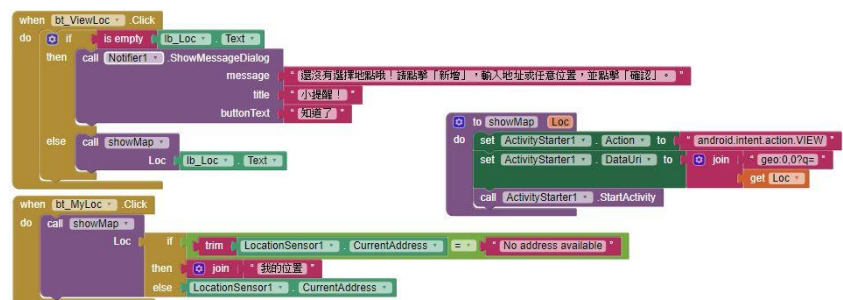 when bt_ViewLoc .Click
do if is empty lb_Loc . Text
then call Notifier1 .ShowMessageDialog
message " 還沒有選擇地點哦！請點擊「新增」，輸入地址或任意位置，並點擊「確認」。 "
title " 小提醒！ "
buttonText " 知道了 "
else call showMap
Loc lb_Loc . Text
to showMap Loc
do set ActivityStarter1 . Action to " android.intent.action.VIEW "
set ActivityStarter1 . DataUri to join " geo:0,0?q= "
get Loc
call ActivityStarter1 .StartActivity
when bt_MyLoc .Click
do call showMap
Loc if trim LocationSensor1 . CurrentAddress = " No address available "
then join " 我的位置 "
else LocationSensor1 . CurrentAddress